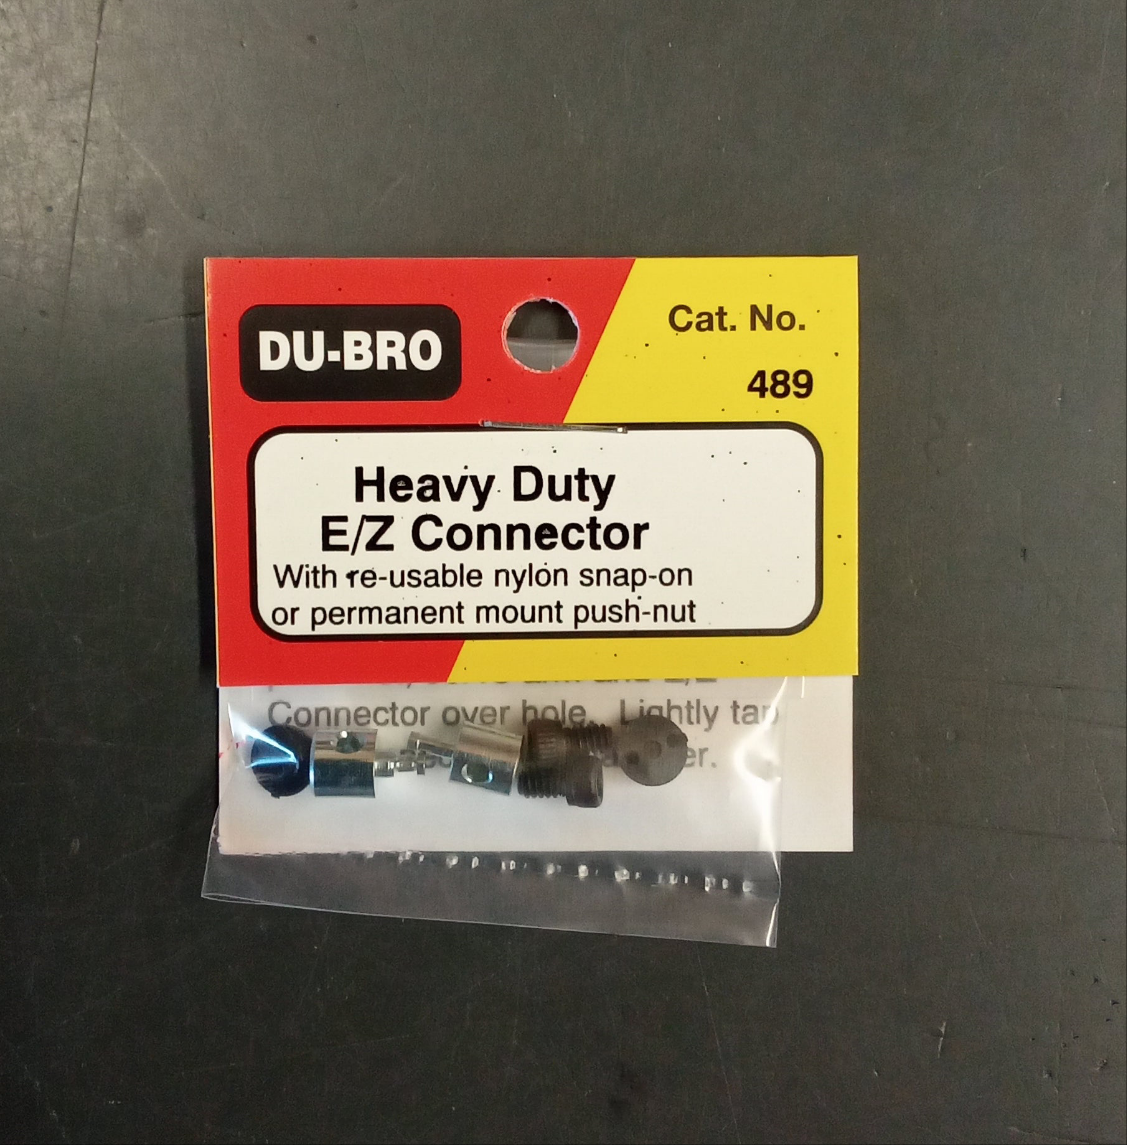 DU-BRO
Cat. No.
489
Heavy Duty
E/Z Connector
With re-usable nylon snap-on
or permanent mount push-nut
Connector over hole. Lightly tap